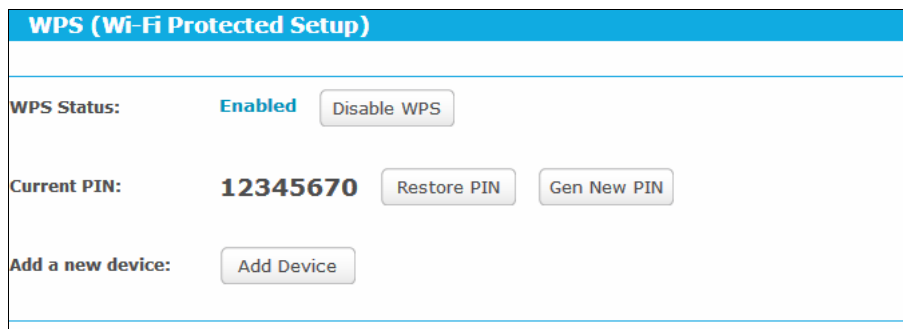 WPS (Wi-Fi Protected Setup)
WPS Status: Enabled Disable WPS
Current PIN: 12345670 Restore PIN Gen New PIN
Add a new device: Add Device